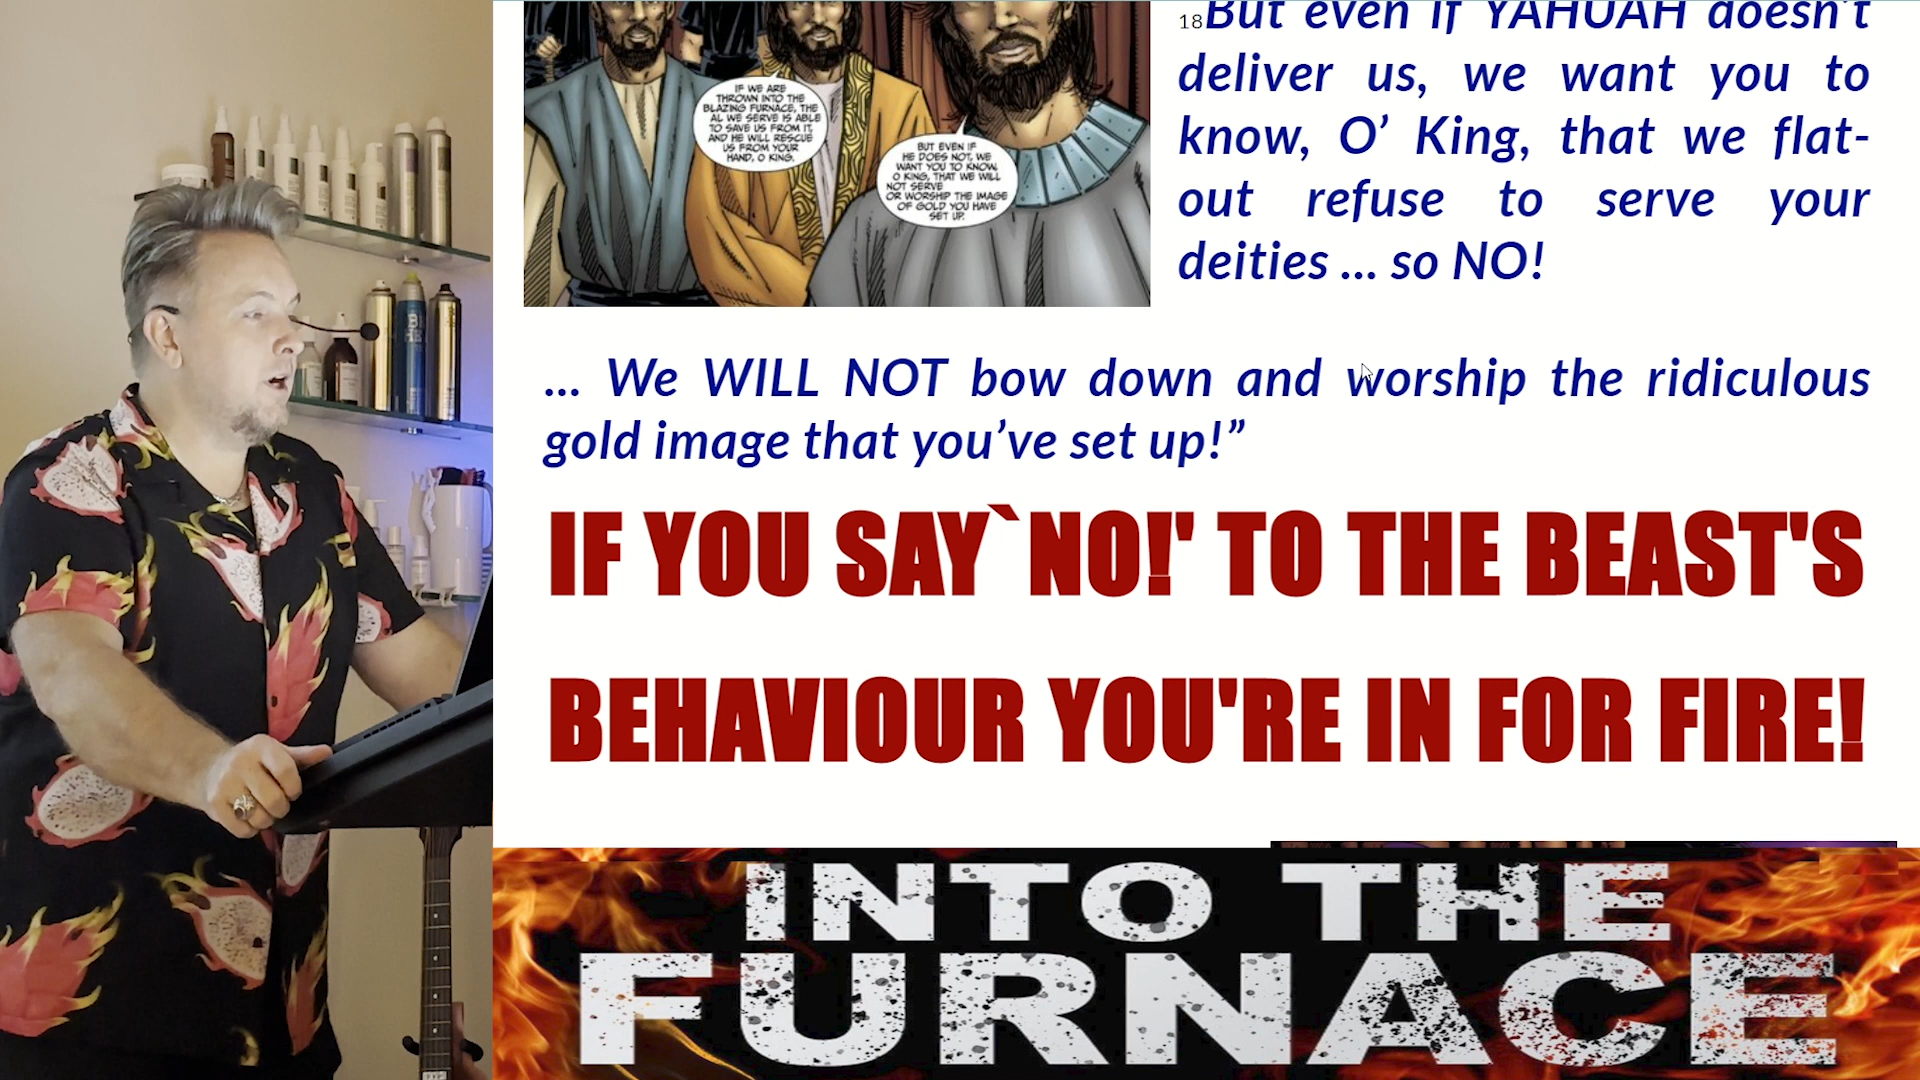 IF WE ARE
THROWN INTO THE
BLAZING FURNACE, THE
AL WE SERVE IS ABLE
TO SAVE US FROM IT,
AND HE WILL RESCUE
US FROM YOUR
HAND, O KING.
BUT EVEN IF
HE DOES NOT, WE
WANT YOU TO KNOW,
O KING, THAT WE WILL
NOT SERVE
OR WORSHIP THE IMAGE
OF GOLD YOU HAVE
SET UP.
18But even if YAHUAH doesn't
deliver us, we want you to
know, O’ King, that we flat-
out refuse to serve your
deities ... so NO!
... We WILL NOT bow down and worship the ridiculous
gold image that you’ve set up!”
IF YOU SAY`NO!' TO THE BEAST'S
BEHAVIOUR YOU'RE IN FOR FIRE!
INTO THE
FURNACE